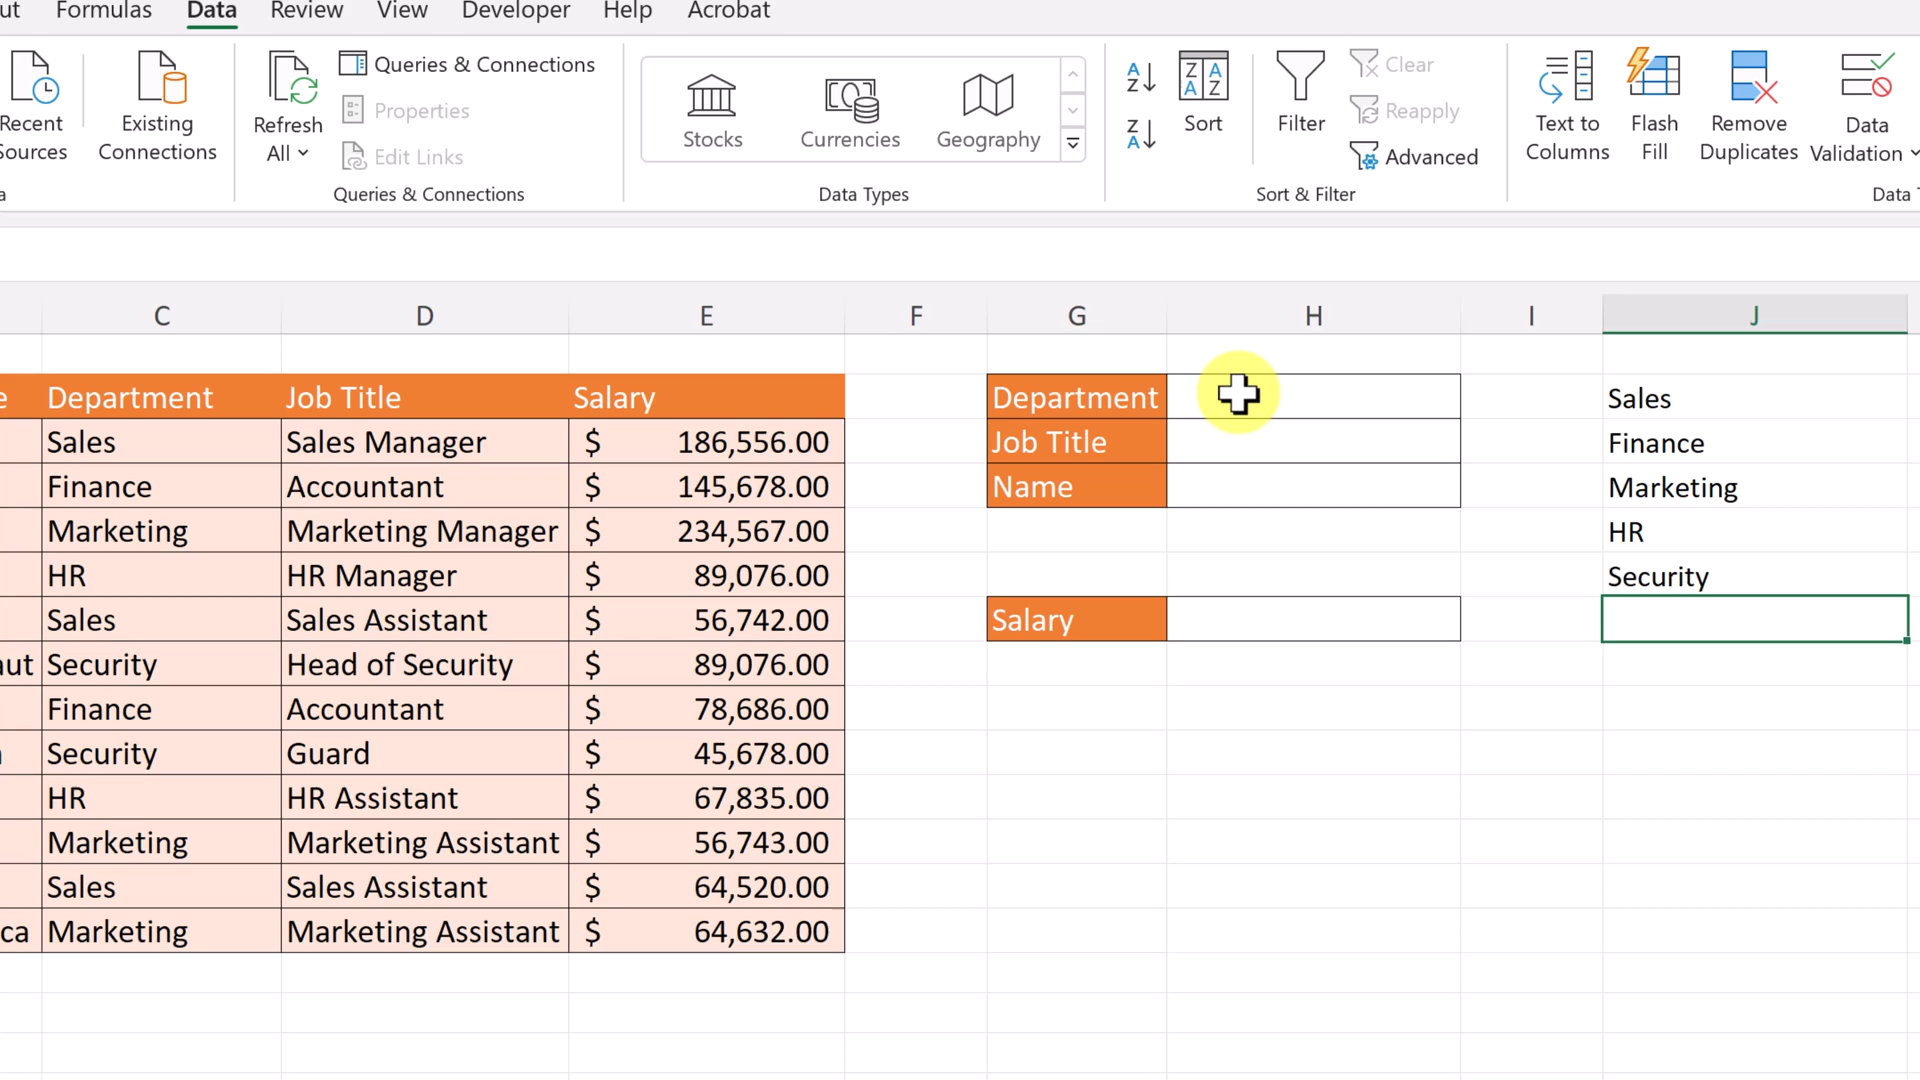 Formulas Data Review View Developer Help Acrobat
Recent Sources
Existing Connections
Refresh All
Queries & Connections
Properties
Edit Links
Queries & Connections
Stocks
Currencies
Geography
Data Types
A Z
Z A
Z A A Z
Sort
Filter
Clear
Reapply
Advanced
Sort & Filter
Text to Columns
Flash Fill
Remove Duplicates
Data Validation
Data
C D E F G H I J
Department Job Title Salary
Sales Sales Manager $ 186,556.00
Finance Accountant $ 145,678.00
Marketing Marketing Manager $ 234,567.00
HR HR Manager $ 89,076.00
Sales Sales Assistant $ 56,742.00
Security Head of Security $ 89,076.00
Finance Accountant $ 78,686.00
Security Guard $ 45,678.00
HR HR Assistant $ 67,835.00
Marketing Marketing Assistant $ 56,743.00
Sales Sales Assistant $ 64,520.00
Marketing Marketing Assistant $ 64,632.00
Department
Job Title
Name
Salary
Sales
Finance
Marketing
HR
Security